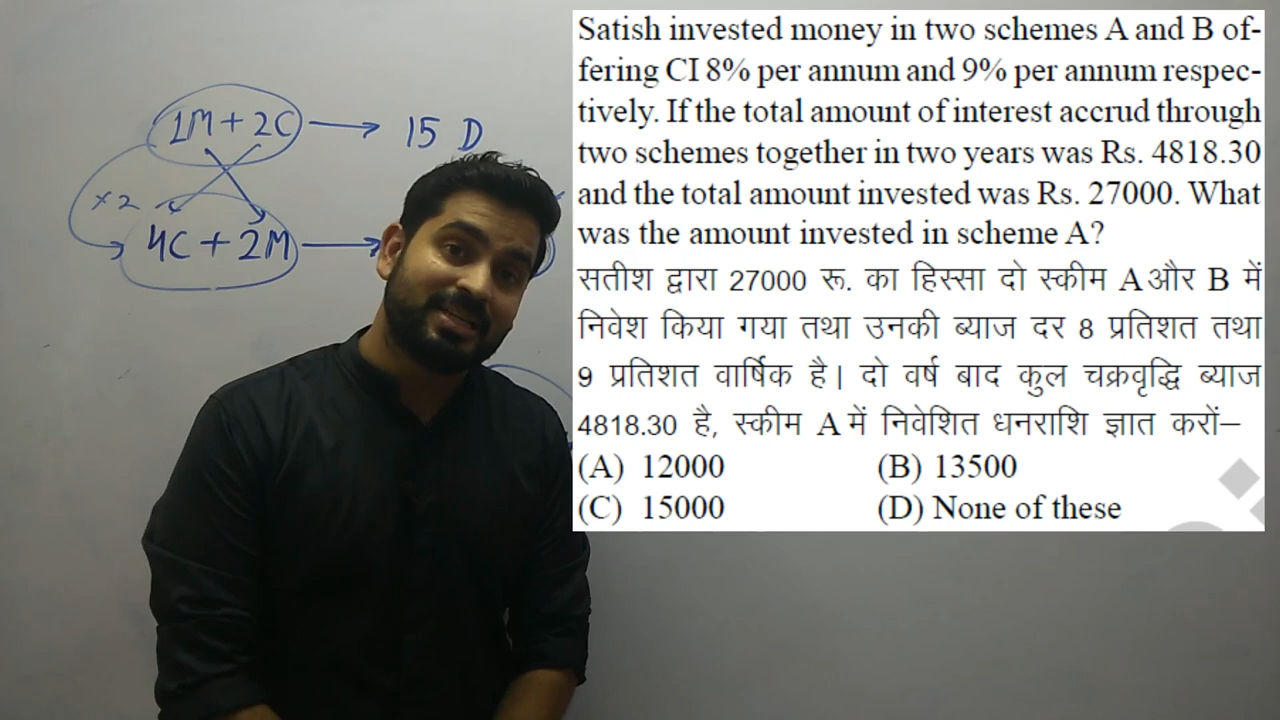 1M + 2C → 15 D
×2
4C + 2M →
Satish invested money in two schemes A and B of-
fering CI 8% per annum and 9% per annum respec-
tively. If the total amount of interest accrud through
two schemes together in two years was Rs. 4818.30
and the total amount invested was Rs. 27000. What
was the amount invested in scheme A?
सतीश द्वारा 27000 रू. का हिस्सा दो स्कीम A और B में
निवेश किया गया तथा उनकी ब्याज दर 8 प्रतिशत तथा
9 प्रतिशत वार्षिक है। दो वर्ष बाद कुल चक्रवृद्धि ब्याज
4818.30 है, स्कीम A में निवेशित धनराशि ज्ञात करों–
(A) 12000 (B) 13500
(C) 15000 (D) None of these